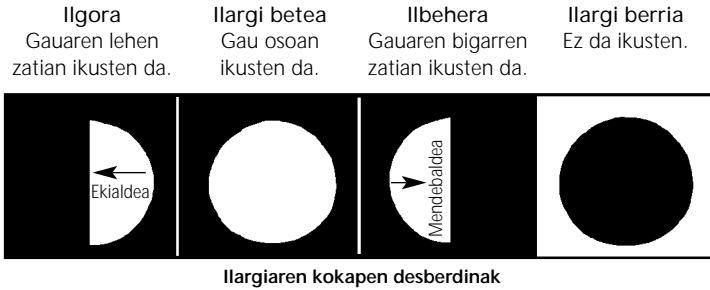 Ilgora
Gauaren lehen
zatian ikusten da.
Ilargi betea
Gau osoan
ikusten da.
Ilbehera
Gauaren bigarren
zatian ikusten da.
Ilargi berria
Ez da ikusten.
Ekialdea
Mendebaldea
Ilargiaren kokapen desberdinak